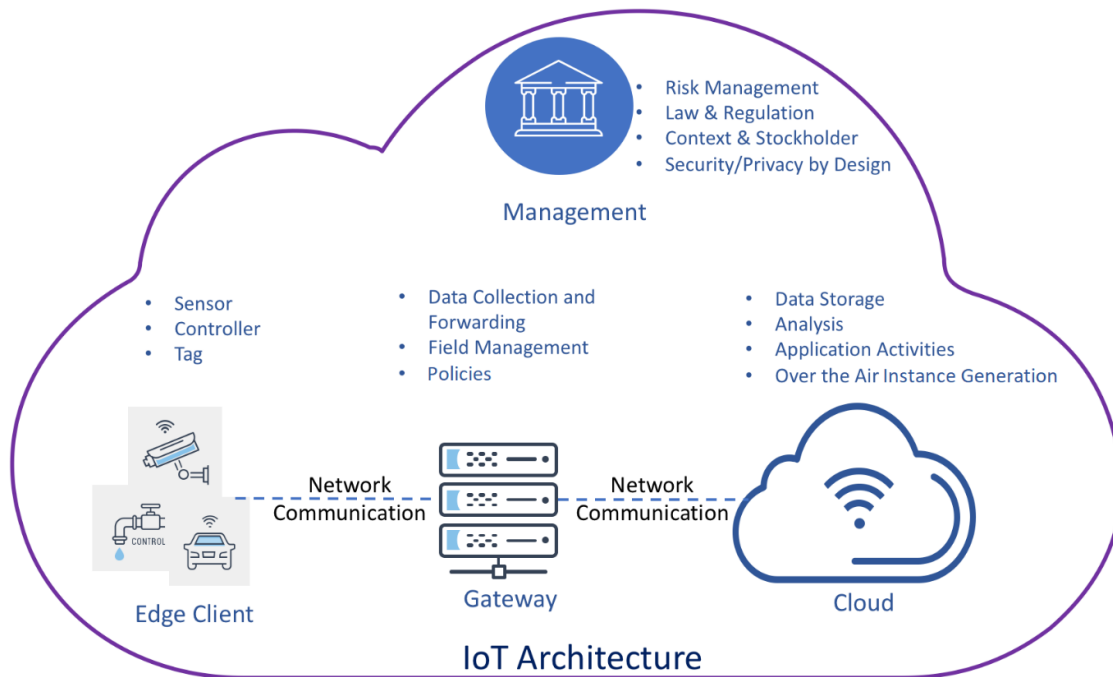 • Risk Management
• Law & Regulation
• Context & Stockholder
• Security/Privacy by Design
Management
• Sensor
• Controller
• Tag
• Data Collection and
Forwarding
• Field Management
• Policies
• Data Storage
• Analysis
• Application Activities
• Over the Air Instance Generation
CONTROL
Network
Communication
Network
Communication
Edge Client
Gateway
Cloud
IoT Architecture